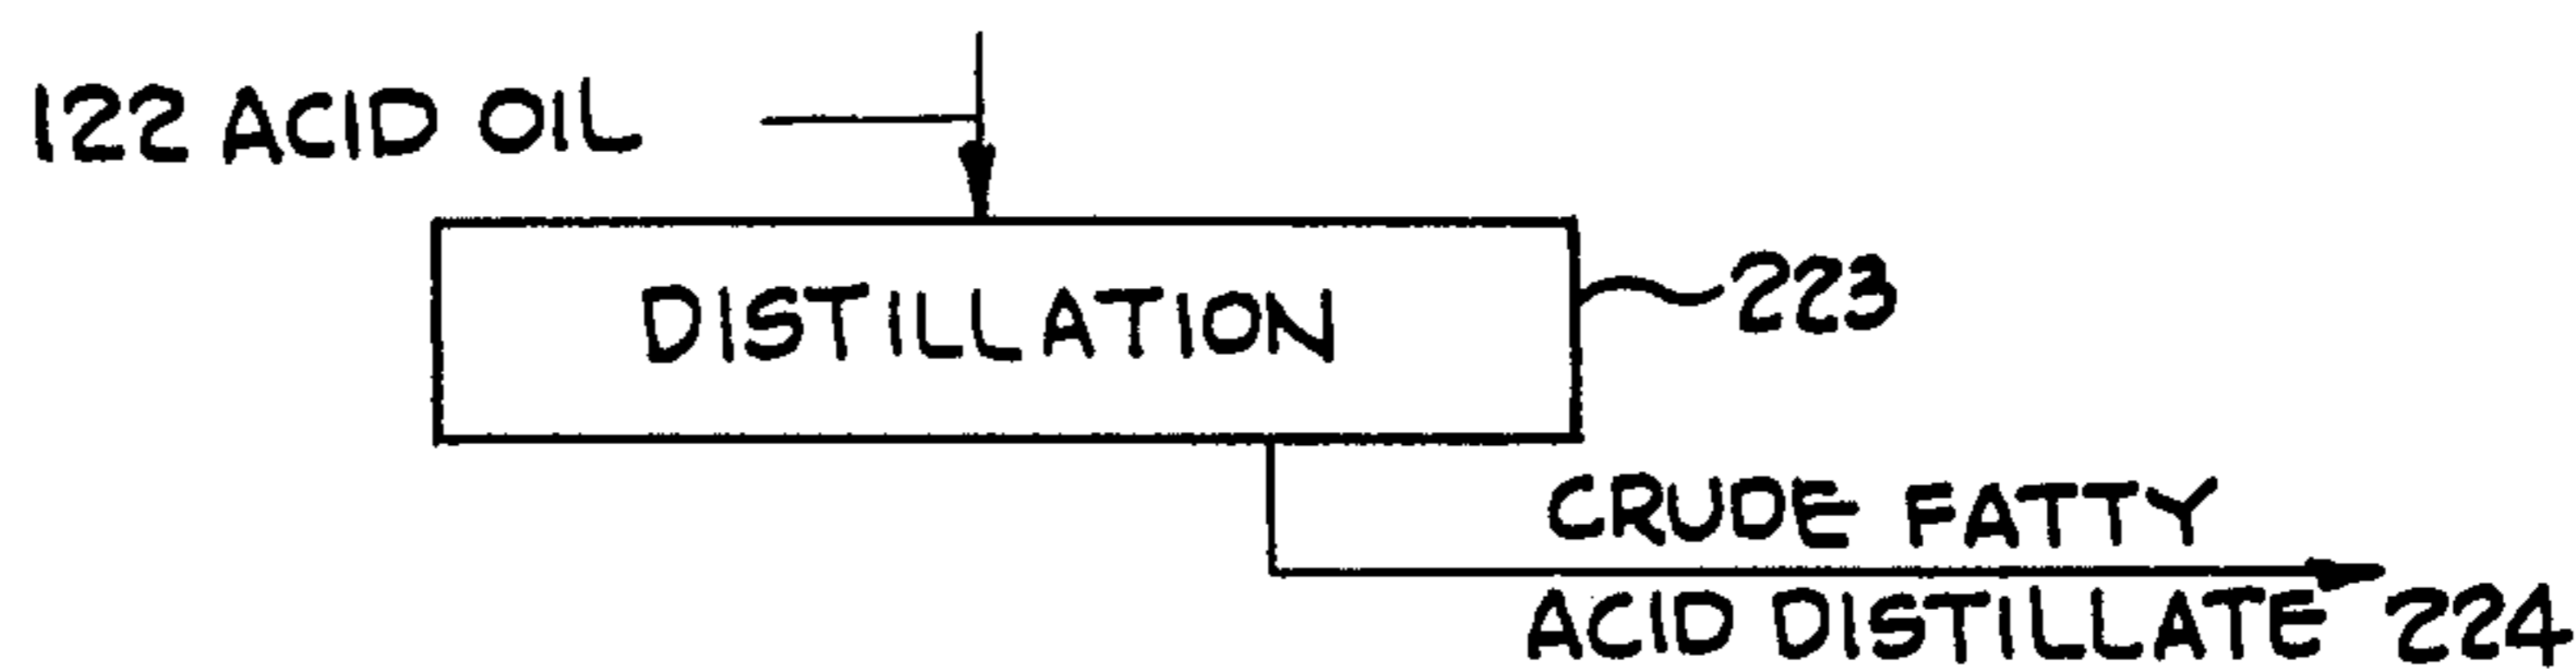 122 ACID OIL
DISTILLATION
223
CRUDE FATTY
ACID DISTILLATE 224